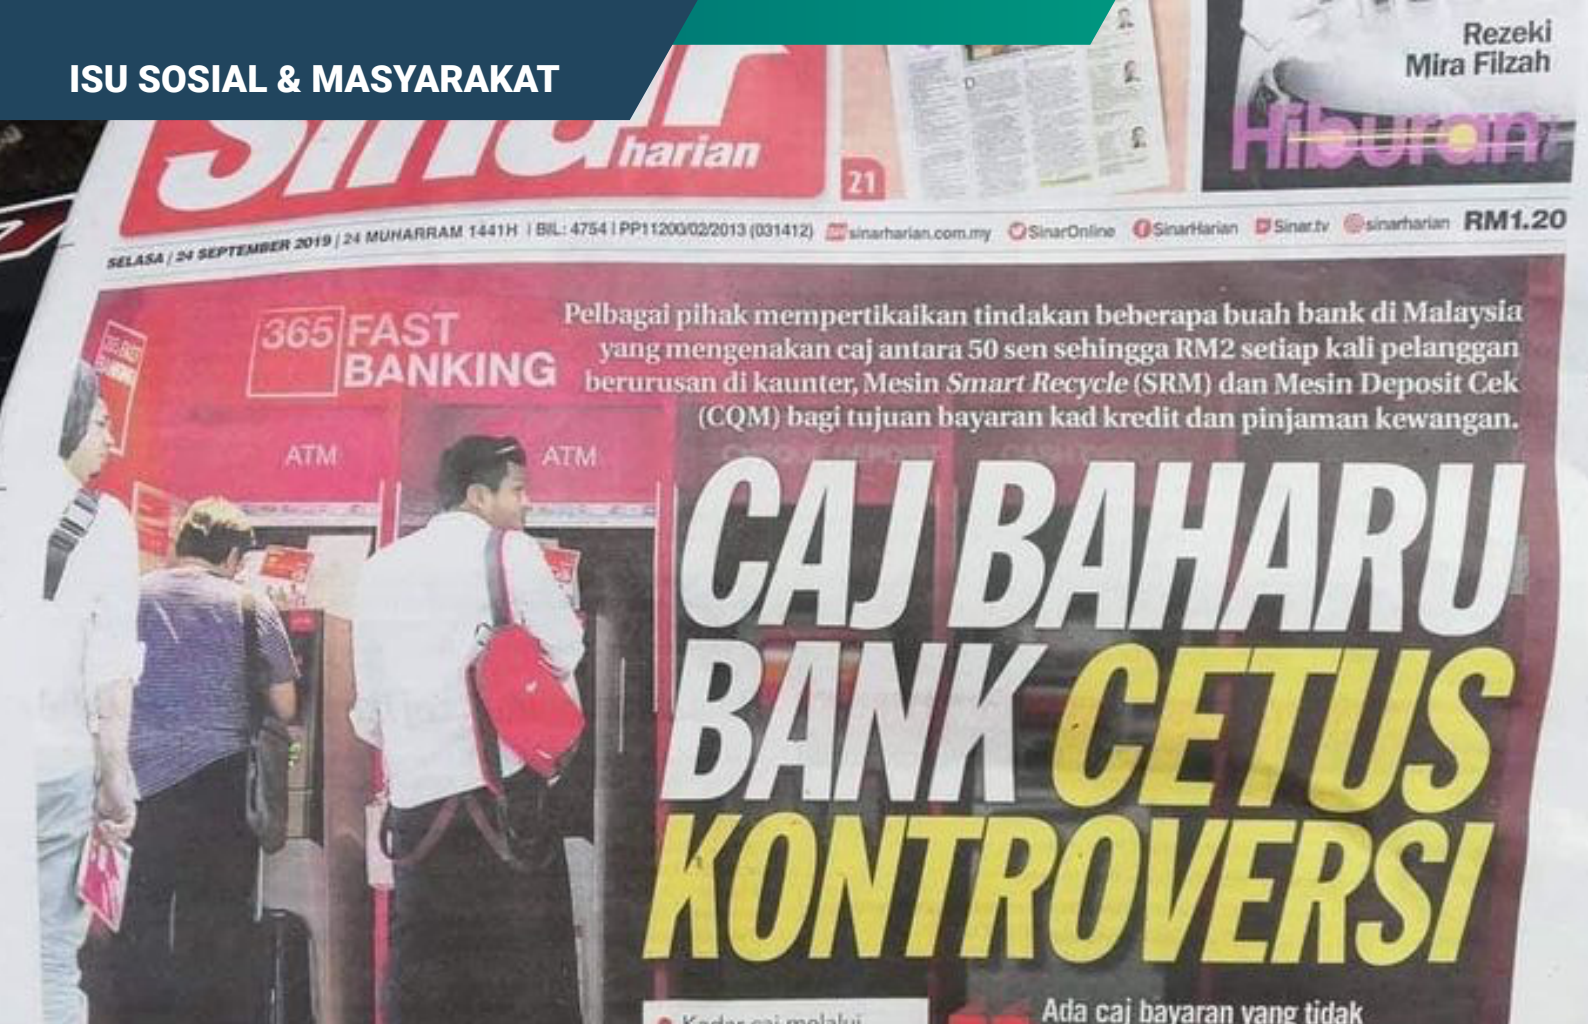 ISU SOSIAL & MASYARAKAT
Rezeki
Mira Filzah
Hiburan
sinar
harian
21
SELASA / 24 SEPTEMBER 2019 / 24 MUHARRAM 1441H / BIL: 4754 / PP11200/02/2013 (031412) sinarharian.com.my SinarOnline SinarHarian Sinar.tv sinarharian RM1.20
365 FAST
BANKING
Pelbagai pihak mempertikaikan tindakan beberapa buah bank di Malaysia
yang mengenakan caj antara 50 sen sehingga RM2 setiap kali pelanggan
berurusan di kaunter, Mesin Smart Recycle (SRM) dan Mesin Deposit Cek
(CQM) bagi tujuan bayaran kad kredit dan pinjaman kewangan.
ATM
ATM
CAJ BAHARU
BANK CETUS
KONTROVERSI
Kadar caj melalui
Ada caj bayaran yang tidak